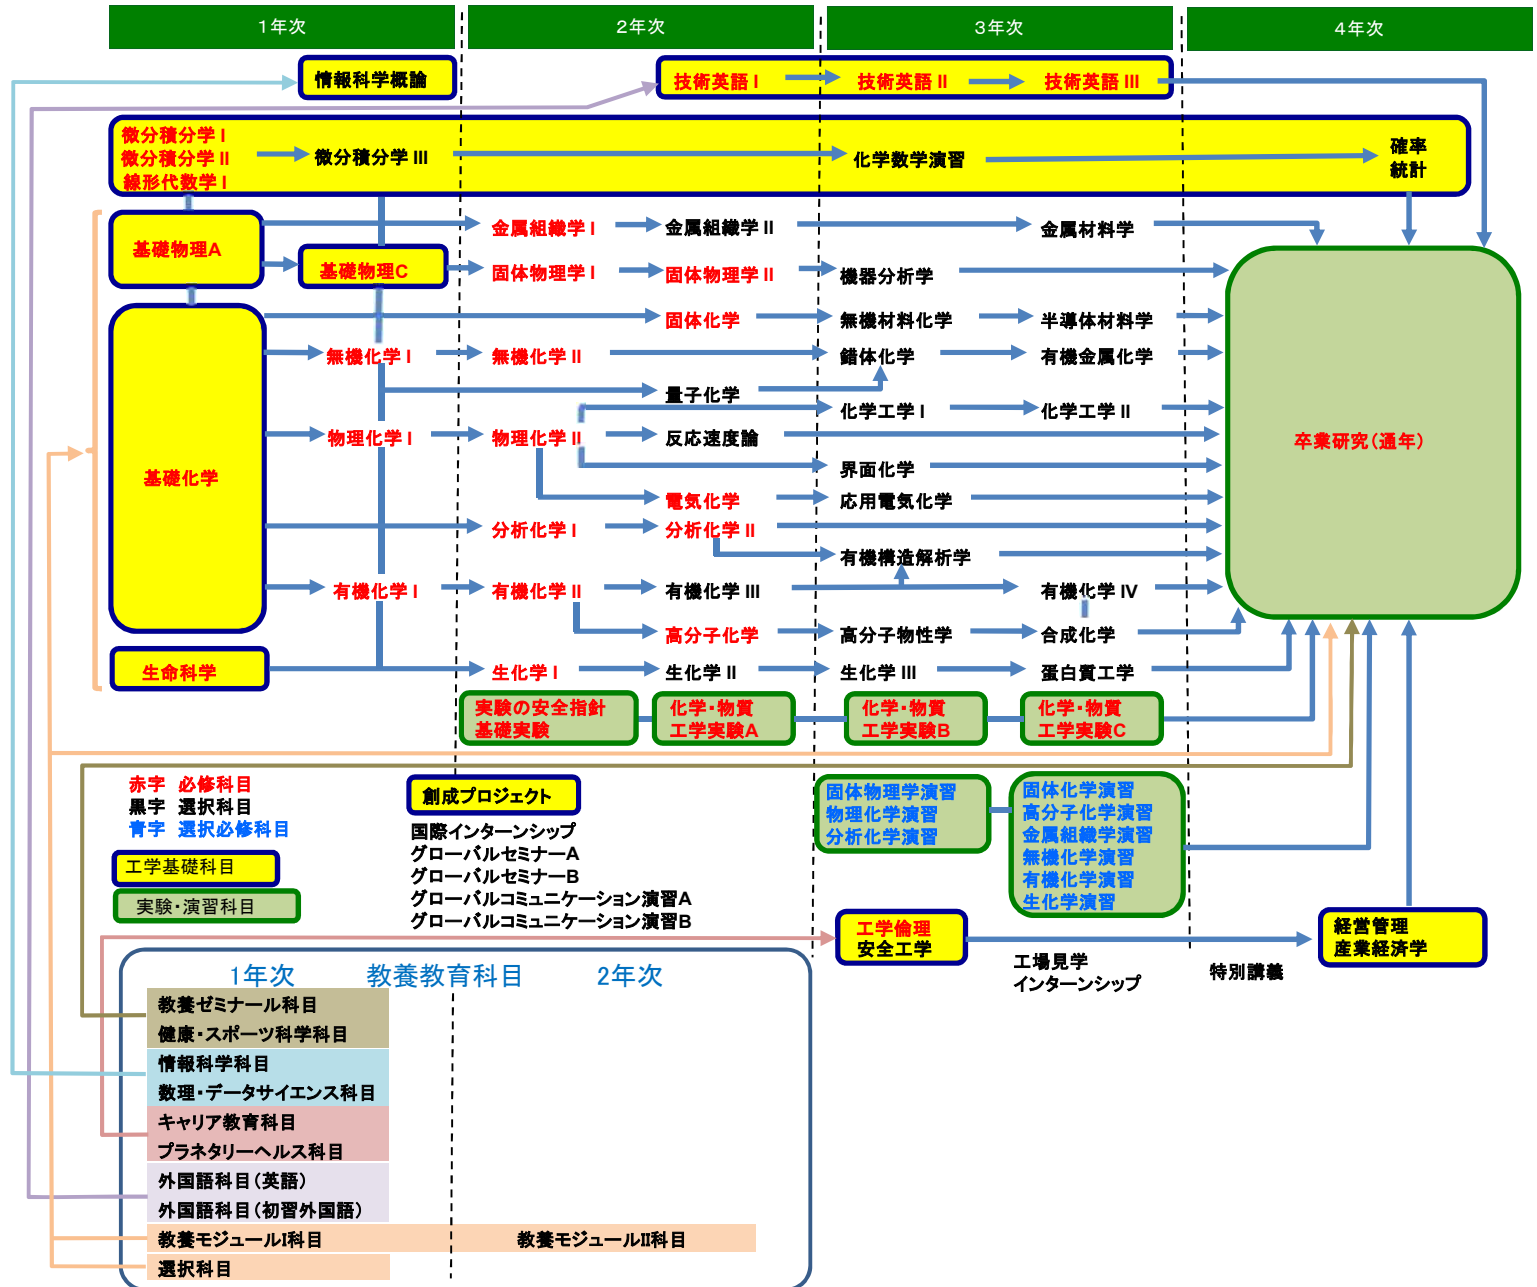 1年次
2年次
3年次
4年次
情報科学概論
技術英語 I
技術英語 II
技術英語 III
微分積分学 I
微分積分学 II
線形代数学 I
微分積分学 III
化学数学演習
確率
統計
基礎物理A
基礎物理C
金属組織学 I
金属組織学 II
金属材料学
固体物理学 I
固体物理学 II
機器分析学
固体化学
無機材料化学
半導体材料学
無機化学 I
無機化学 II
錯体化学
有機金属化学
量子化学
化学工学 I
化学工学 II
物理化学 I
物理化学 II
反応速度論
卒業研究(通年)
基礎化学
界面化学
電気化学
応用電気化学
分析化学 I
分析化学 II
有機構造解析学
有機化学 I
有機化学 II
有機化学 III
有機化学 IV
高分子化学
高分子物性学
合成化学
生命科学
生化学 I
生化学 II
生化学 III
蛋白質工学
実験の安全指針
基礎実験
化学・物質
工学実験A
化学・物質
工学実験B
化学・物質
工学実験C
赤字 必修科目
黒字 選択科目
青字 選択必修科目
工学基礎科目
実験・演習科目
創成プロジェクト
国際インターンシップ
グローバルセミナーA
グローバルセミナーB
グローバルコミュニケーション演習A
グローバルコミュニケーション演習B
固体物理学演習
物理化学演習
分析化学演習
固体化学演習
高分子化学演習
金属組織学演習
無機化学演習
有機化学演習
生化学演習
工学倫理
安全工学
経営管理
産業経済学
工場見学
インターンシップ
特別講義
1年次 教養教育科目 2年次
教養ゼミナール科目
健康・スポーツ科学科目
情報科学科目
数理・データサイエンス科目
キャリア教育科目
プラネタリーヘルス科目
外国語科目(英語)
外国語科目(初習外国語)
教養モジュールI科目
教養モジュールII科目
選択科目